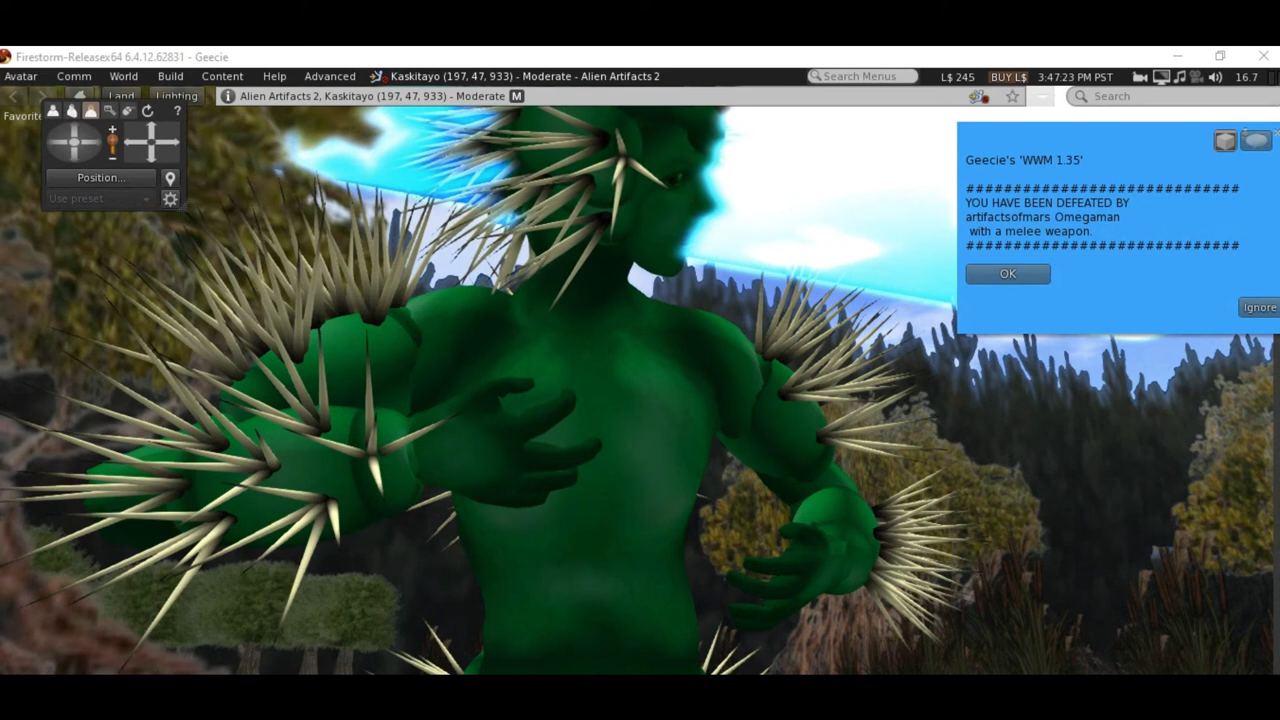 Firestorm-Releasex64 6.4.12.62831 - Geecie
Avatar Comm World Build Content Help Advanced Kaskitayo (197, 47, 933) - Moderate - Alien Artifacts 2 Search Menus L$ 245 BUY L$ 3:47:23 PM PST 16.7
Land Lighting Alien Artifacts 2, Kaskitayo (197, 47, 933) - Moderate M Search
Favorite
?
Position...
Use preset
Geecie's 'WWM 1.35'
############################
YOU HAVE BEEN DEFEATED BY
artifactsofmars Omegaman
with a melee weapon.
############################
OK
Ignore